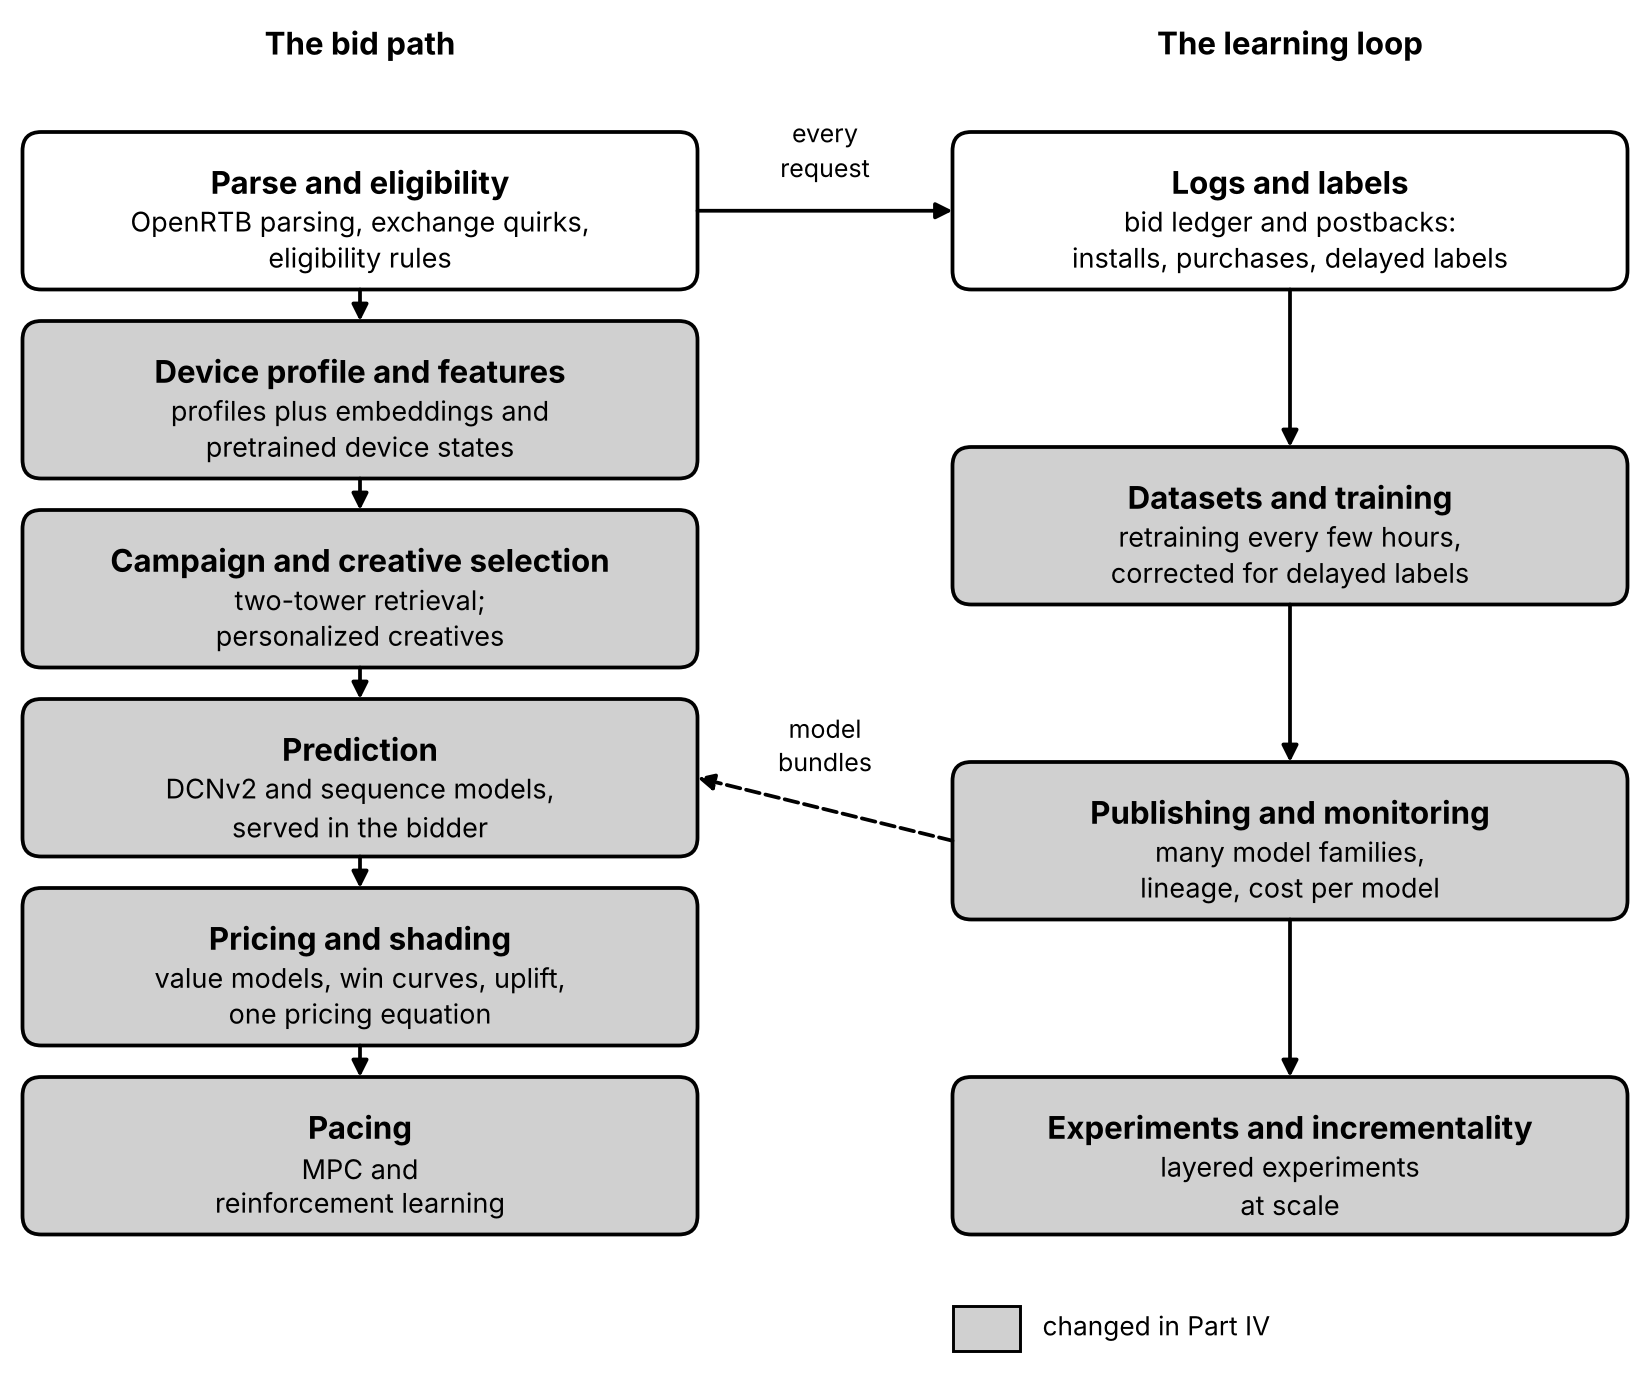 The bid path
The learning loop
every
request
Parse and eligibility
OpenRTB parsing, exchange quirks,
eligibility rules
Logs and labels
bid ledger and postbacks:
installs, purchases, delayed labels
Device profile and features
profiles plus embeddings and
pretrained device states
Datasets and training
retraining every few hours,
corrected for delayed labels
Campaign and creative selection
two-tower retrieval;
personalized creatives
model
bundles
Prediction
DCNv2 and sequence models,
served in the bidder
Publishing and monitoring
many model families,
lineage, cost per model
Pricing and shading
value models, win curves, uplift,
one pricing equation
Pacing
MPC and
reinforcement learning
Experiments and incrementality
layered experiments
at scale
changed in Part IV